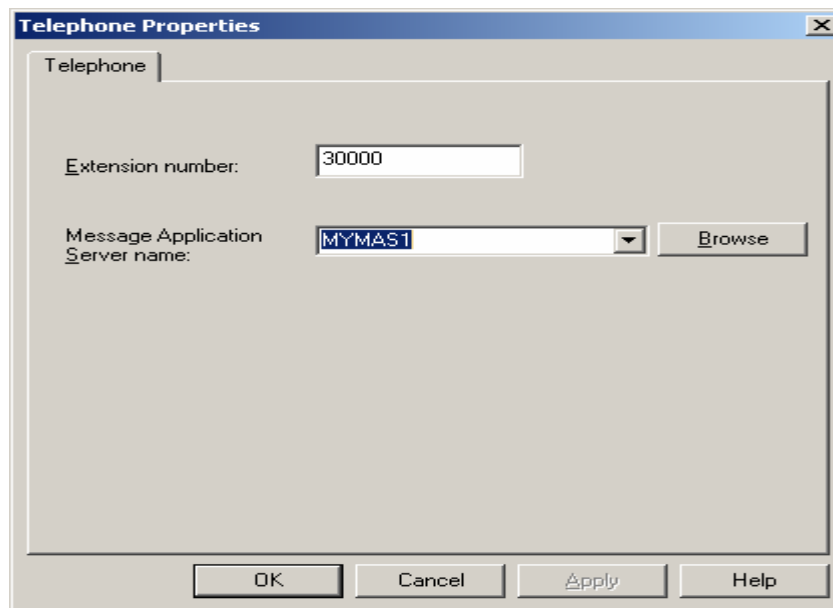 Telephone Properties
Telephone
Extension number:
30000
Message Application
Server name:
MYMAS1
Browse
OK
Cancel
Apply
Help